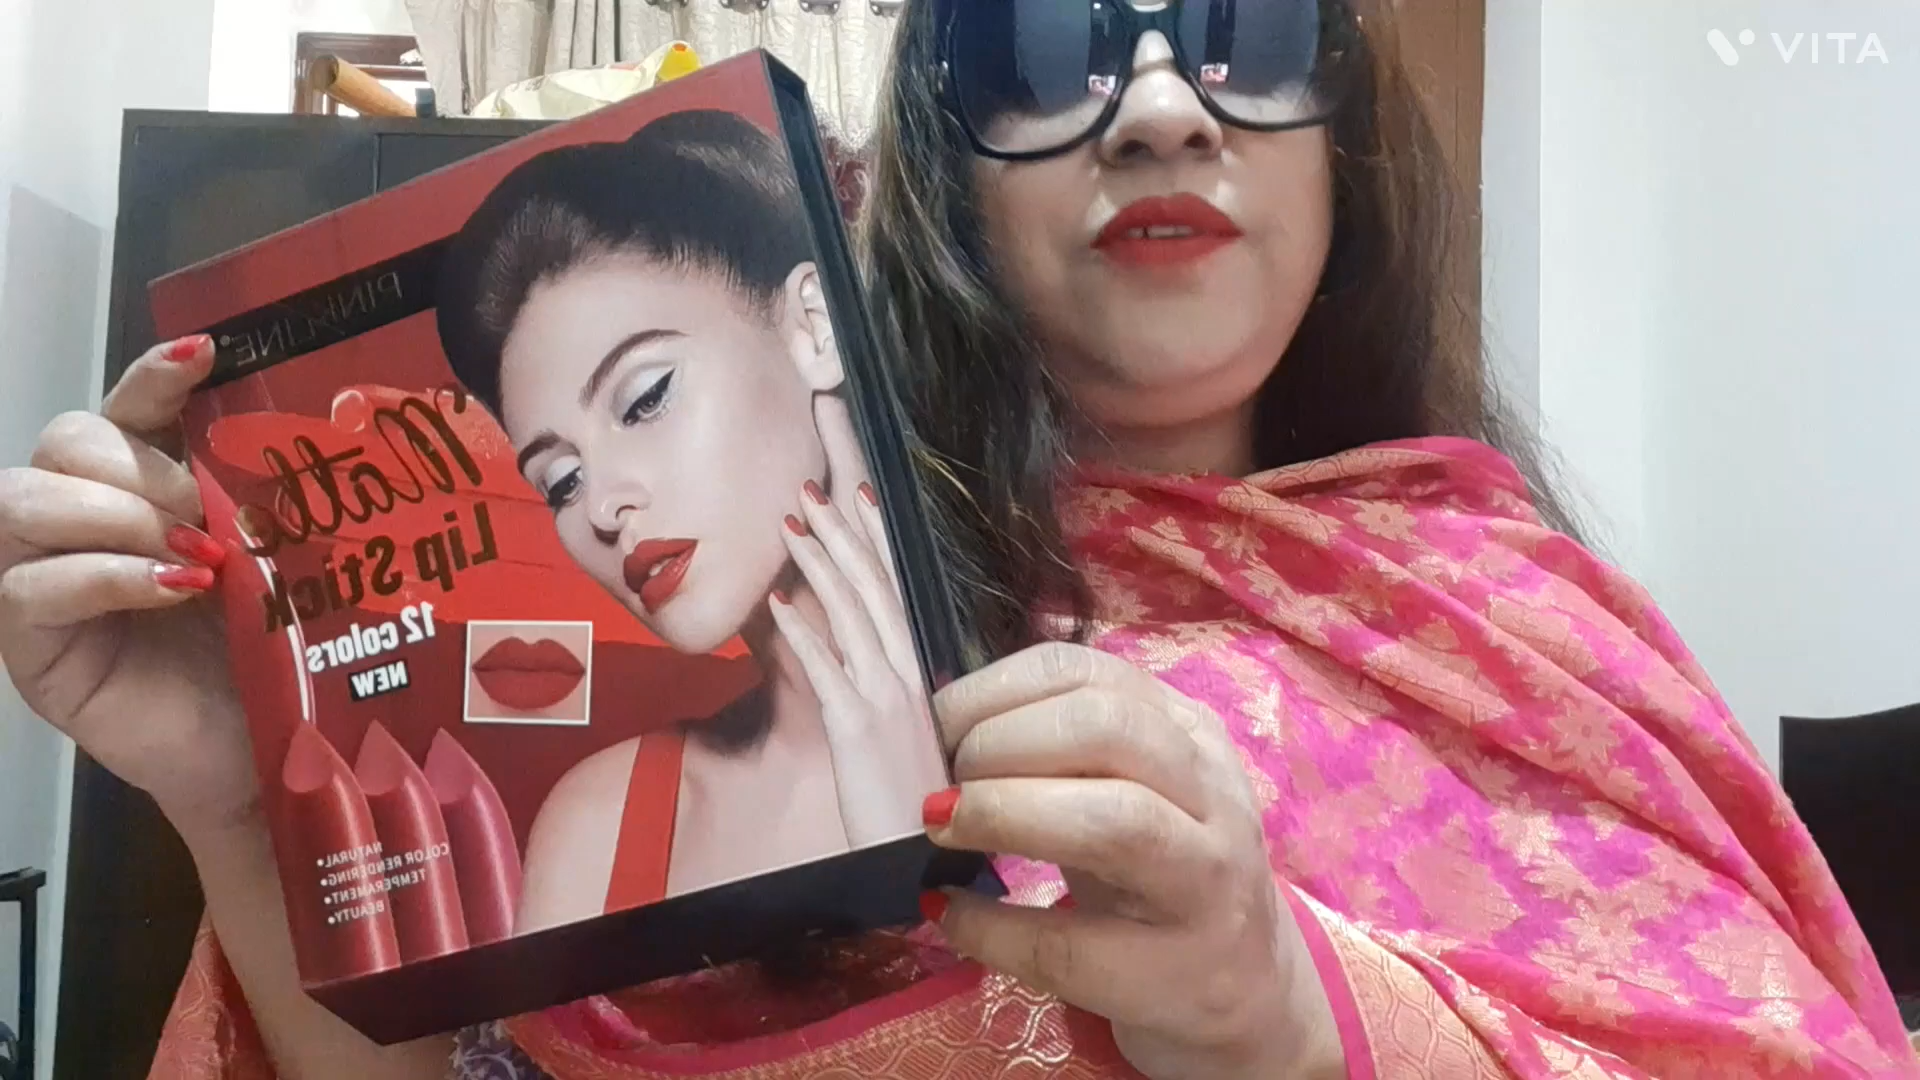 VITA
PINKLINE®
Matte
Lip Stick
12 colors
NEW
•NATURAL
COLOR RENDERING•
TEMPERAMENT•
BEAUTY•